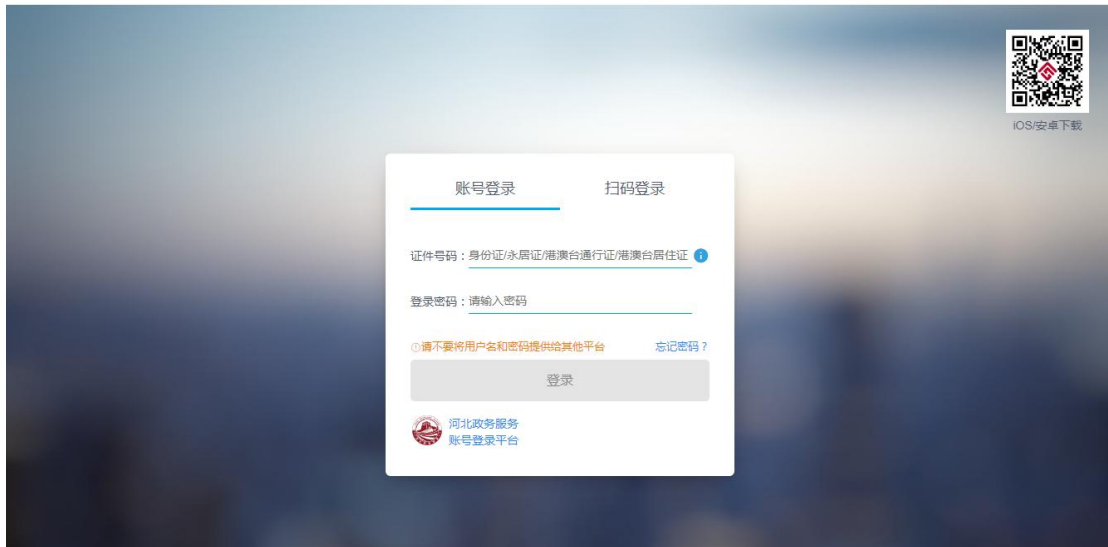 iOS/安卓下载
账号登录
扫码登录
证件号码：身份证/永居证/港澳台通行证/港澳台居住证
登录密码：请输入密码
请不要将用户名和密码提供给其他平台
忘记密码？
登录
河北政务服务
账号登录平台